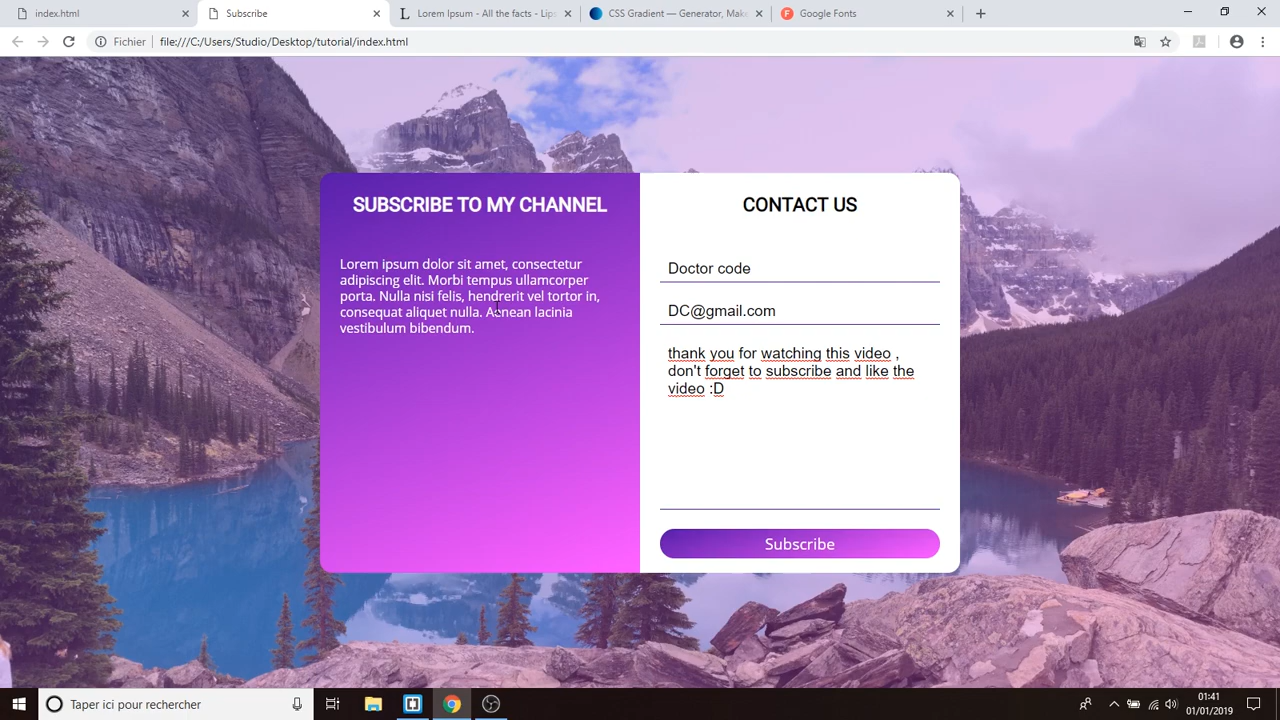 index.html
Subscribe
Lorem Ipsum - All the facts - Lips
CSS Gradient — Generator, Make
Google Fonts
Fichier
file:///C:/Users/Studio/Desktop/tutorial/index.html
SUBSCRIBE TO MY CHANNEL
Lorem ipsum dolor sit amet, consectetur
adipiscing elit. Morbi tempus ullamcorper
porta. Nulla nisi felis, hendrerit vel tortor in,
consequat aliquet nulla. Aenean lacinia
vestibulum bibendum.
CONTACT US
Doctor code
DC@gmail.com
thank you for watching this video ,
don't forget to subscribe and like the
video :D
Subscribe
Taper ici pour rechercher
01:41
01/01/2019